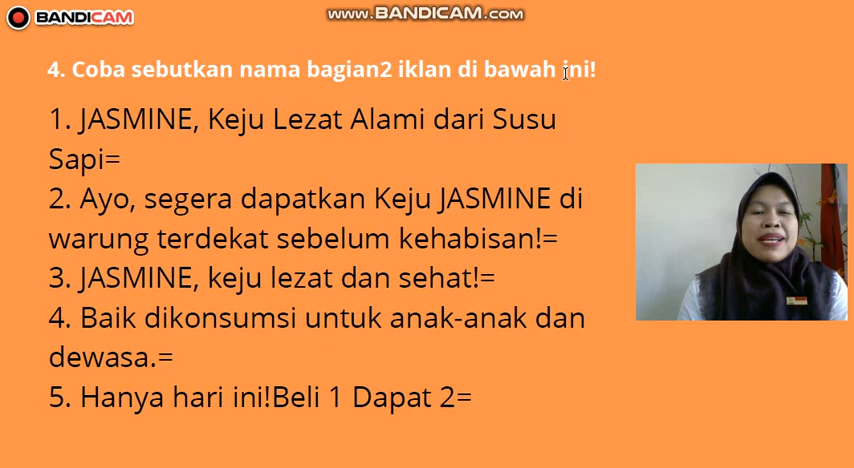 BANDICAM
www.BANDICAM.com
4. Coba sebutkan nama bagian2 iklan di bawah ini!
1. JASMINE, Keju Lezat Alami dari Susu
Sapi=
2. Ayo, segera dapatkan Keju JASMINE di
warung terdekat sebelum kehabisan!=
3. JASMINE, keju lezat dan sehat!=
4. Baik dikonsumsi untuk anak-anak dan
dewasa.=
5. Hanya hari ini!Beli 1 Dapat 2=